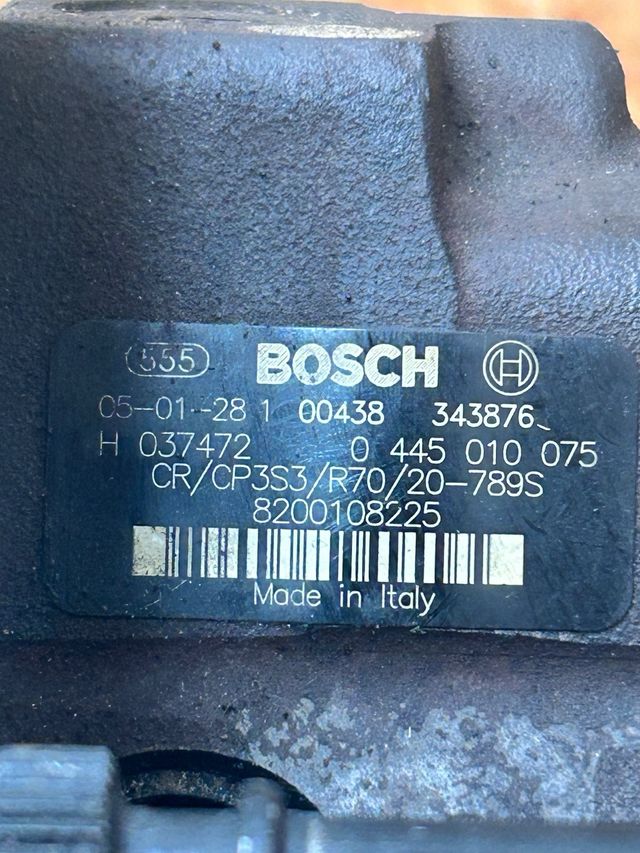 555 BOSCH H
05-01-28 1 00438 343876
H 037472 0 445 010 075
CR/CP3S3/R70/20-789S
8200108225
Made in Italy